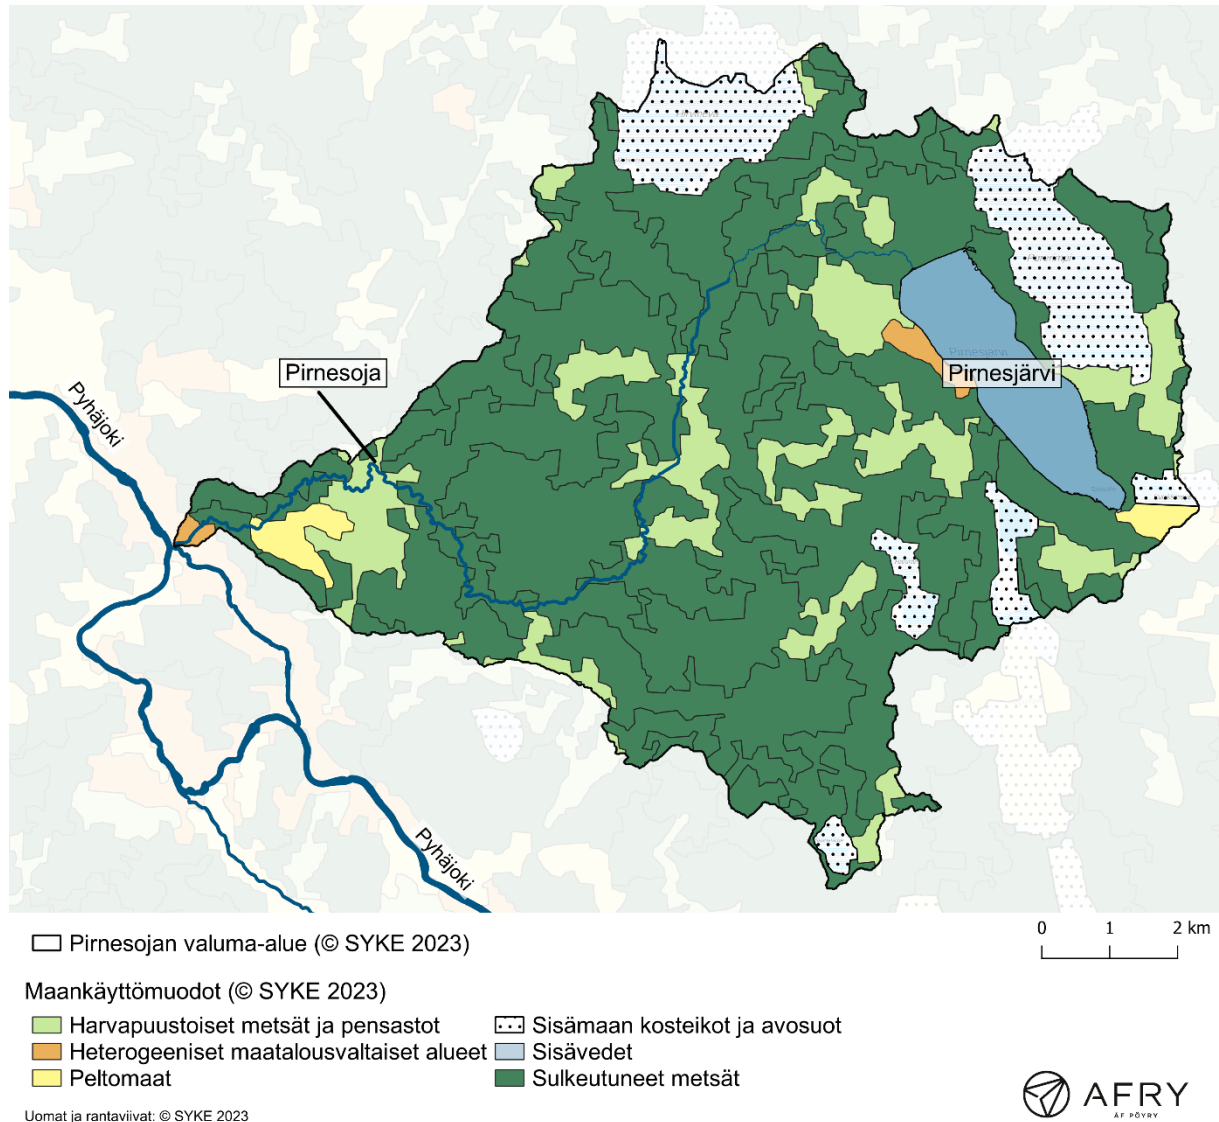 Pirnesoja
Pirnesjärvi
Pirnesjärvi
Pyhäjoki
Pyhäjoki
0 1 2 km
Pirnesojan valuma-alue (© SYKE 2023)
Maankäyttömuodot (© SYKE 2023)
Harvapuustoiset metsät ja pensastot
Heterogeeniset maatalousvaltaiset alueet
Peltomaat
Sisämaan kosteikot ja avosuot
Sisävedet
Sulkeutuneet metsät
Uomat ja rantaviivat: © SYKE 2023
AFRY
ÅF PÖYRY